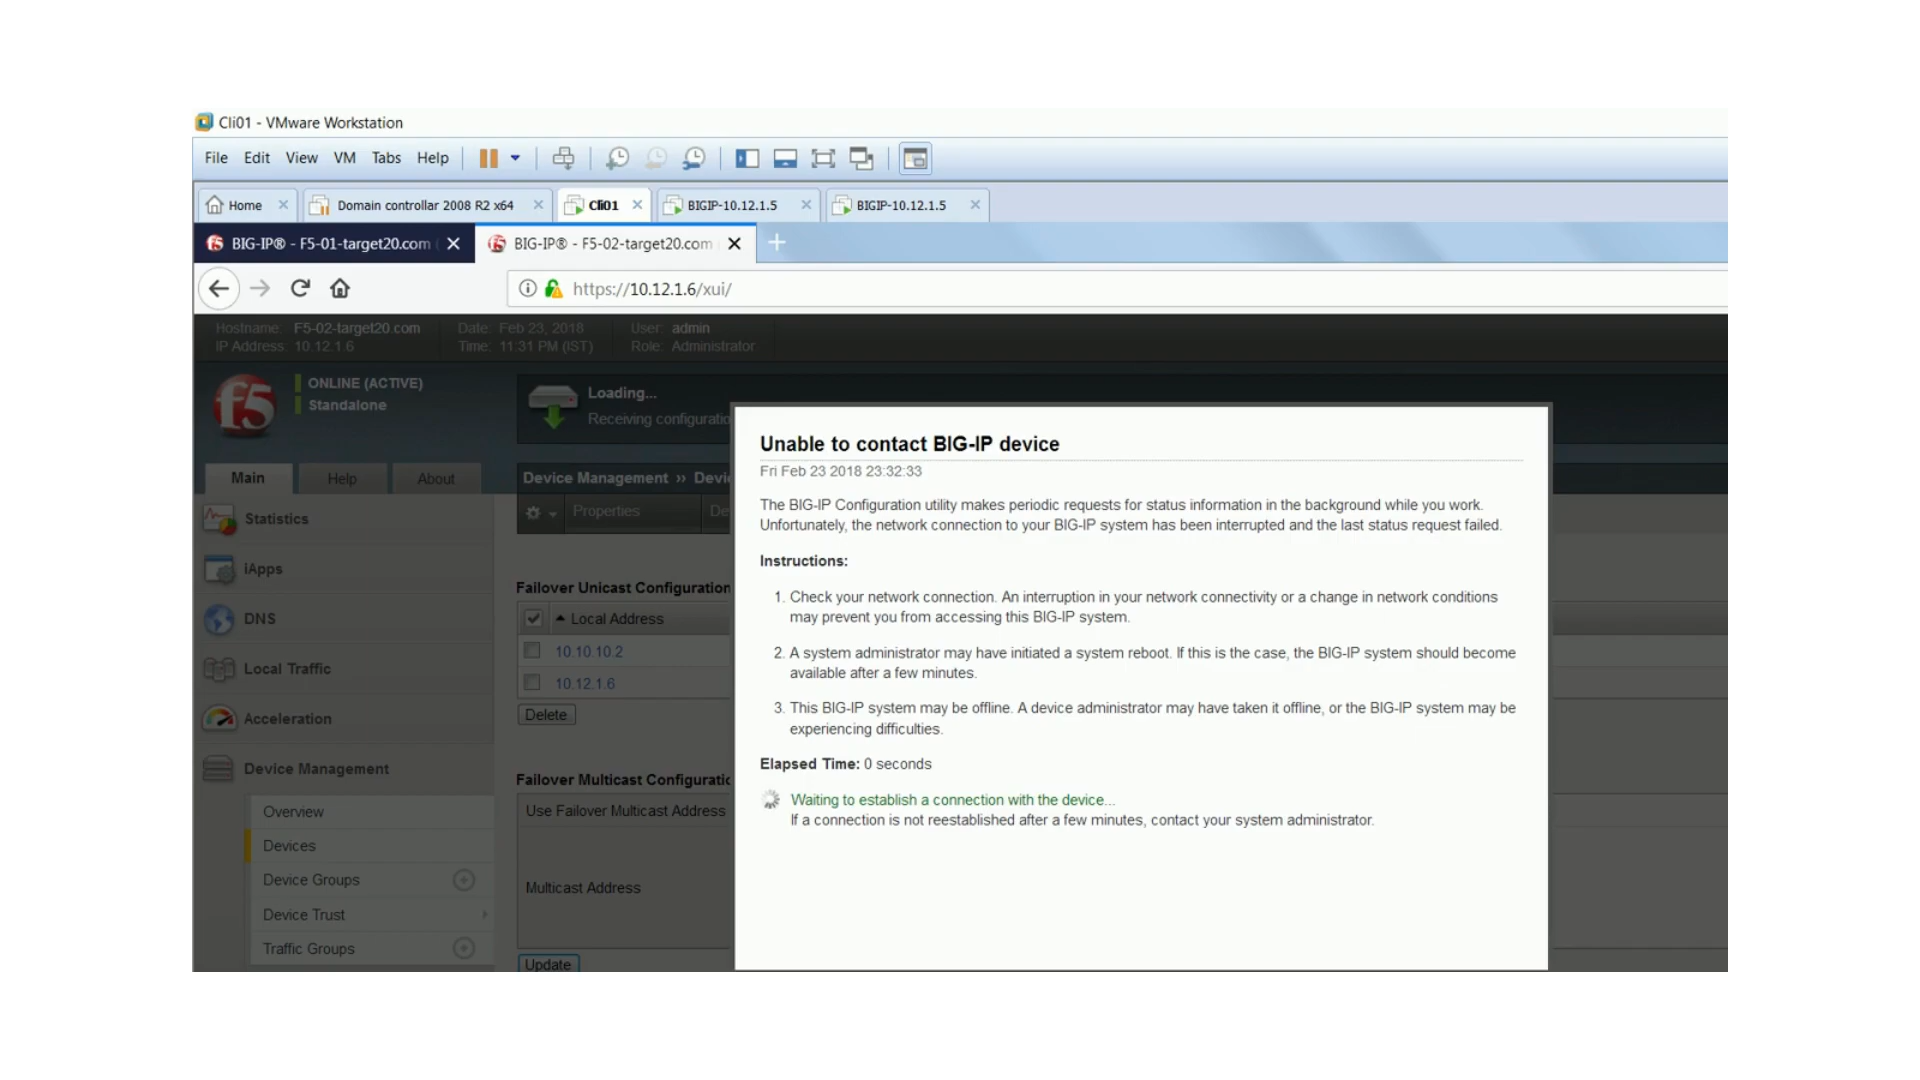 Cli01 - VMware Workstation
File Edit View VM Tabs Help
Home Domain controllar 2008 R2 x64 Cli01 BIGIP-10.12.1.5 BIGIP-10.12.1.5
BIG-IP® - F5-01-target20.com ( BIG-IP® - F5-02-target20.com
https://10.12.1.6/xui/
Hostname: F5-02-target20.com Date: Feb 23, 2018 User: admin
IP Address: 10.12.1.6 Time: 11:31 PM (IST) Role: Administrator
f5
ONLINE (ACTIVE)
Standalone
Loading...
Receiving configuratio
Main Help About
Device Management ›› Devi
Properties De
Statistics
iApps
DNS
Local Traffic
Acceleration
Device Management
Overview
Devices
Device Groups
Device Trust
Traffic Groups
Failover Unicast Configuration
Local Address
10.10.10.2
10.12.1.6
Delete
Failover Multicast Configuratio
Use Failover Multicast Address
Multicast Address
Update
Unable to contact BIG-IP device
Fri Feb 23 2018 23:32:33
The BIG-IP Configuration utility makes periodic requests for status information in the background while you work.
Unfortunately, the network connection to your BIG-IP system has been interrupted and the last status request failed.
Instructions:
1. Check your network connection. An interruption in your network connectivity or a change in network conditions
may prevent you from accessing this BIG-IP system.
2. A system administrator may have initiated a system reboot. If this is the case, the BIG-IP system should become
available after a few minutes.
3. This BIG-IP system may be offline. A device administrator may have taken it offline, or the BIG-IP system may be
experiencing difficulties.
Elapsed Time: 0 seconds
Waiting to establish a connection with the device...
If a connection is not reestablished after a few minutes, contact your system administrator.